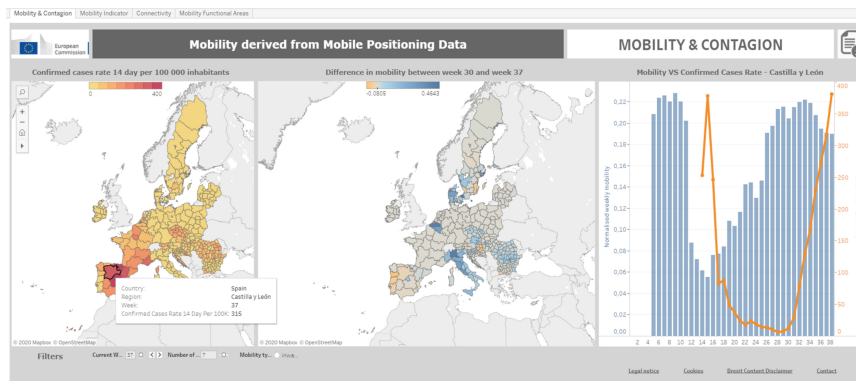 Mobility & Contagion
Mobility Indicator
Connectivity
Mobility Functional Areas
European
Commission
Mobility derived from Mobile Positioning Data
MOBILITY & CONTAGION
Confirmed cases rate 14 day per 100 000 inhabitants
Difference in mobility between week 30 and week 37
Mobility VS Confirmed Cases Rate - Castilla y León
0 400
-0.0805 0.4643
Normalised weekly mobility
0,22
0,20
0,18
0,16
0,14
0,12
0,10
0,08
0,06
0,04
0,02
0,00
400
350
300
250
200
150
100
50
0
2 4 6 8 10 12 14 16 18 20 22 24 26 28 30 32 34 36 38
Country: Spain
Region: Castilla y León
Week: 37
Confirmed Cases Rate 14 Day Per 100K: 315
© 2020 Mapbox © OpenStreetMap
© 2020 Mapbox © OpenStreetMap
Filters
Current W... 37
Number of ... 7
Mobility ty...
Legal notice
Cookies
Brexit Content Disclaimer
Contact